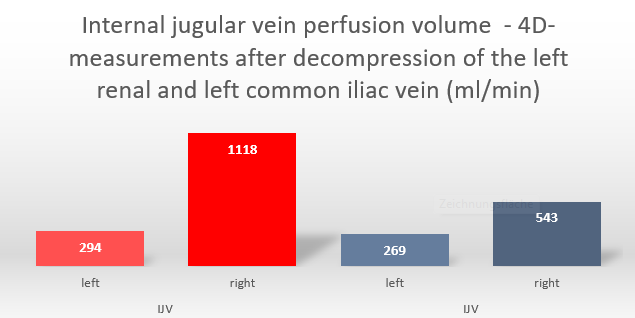 Internal jugular vein perfusion volume - 4D-
measurements after decompression of the left
renal and left common iliac vein (ml/min)
1118
Zeichnungsfläche
543
294
269
left right left right
IJV IJV